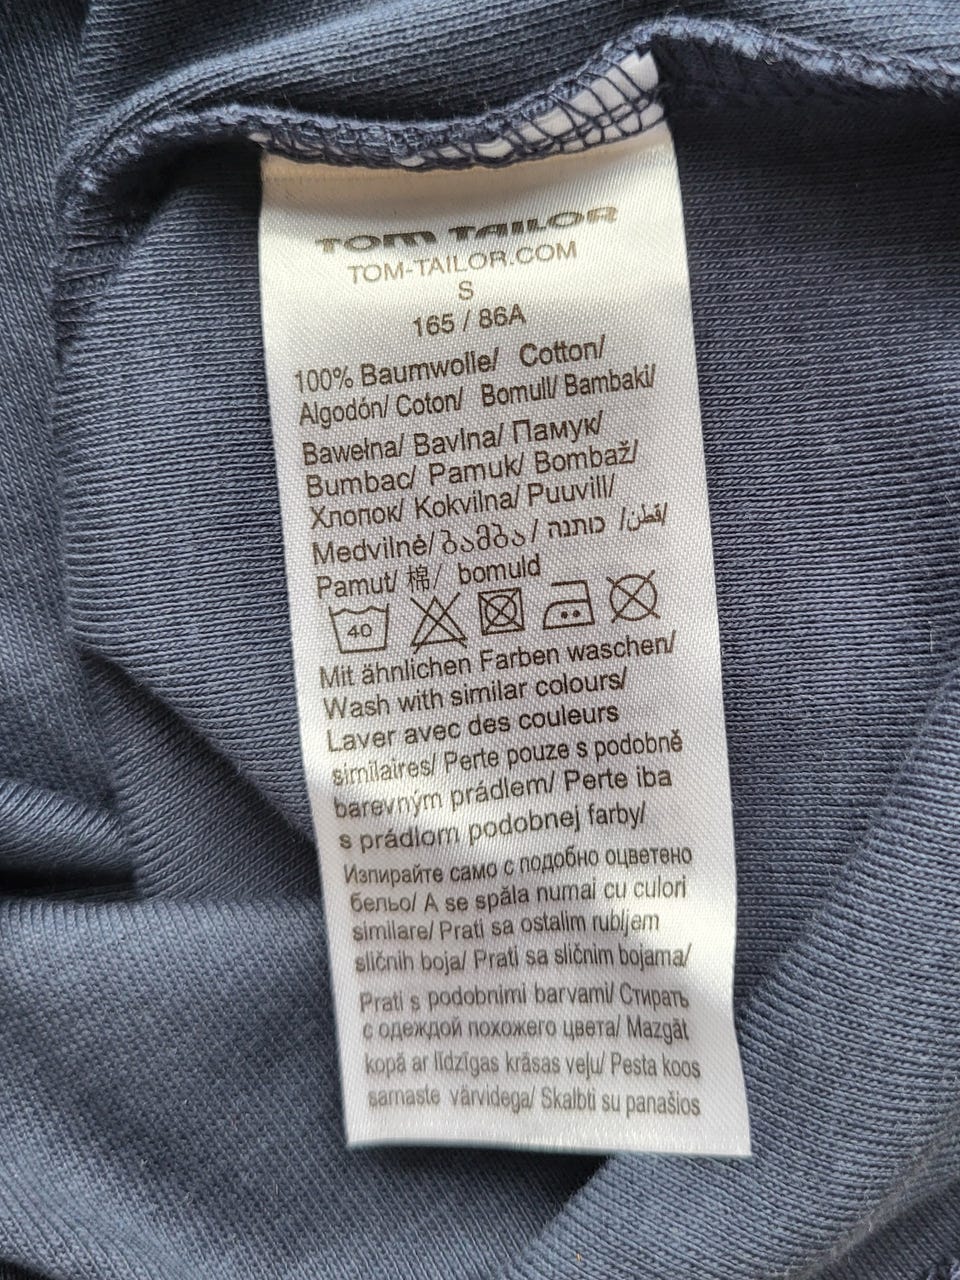 TOM TAILOR
TOM-TAILOR.COM
S
165 / 86A
100% Baumwolle/ Cotton/
Algodón/ Coton/ Bomull/ Bambaki/
Bawełna/ Bavlna/ Памук/
Bumbac/ Pamuk/ Bombaž/
Хлопок/ Kokvilna/ Puuvill/
Medvilnė/ ბამბა / כותנה /قطن/
Pamut/ 棉/ bomuld
40
Mit ähnlichen Farben waschen/
Wash with similar colours/
Laver avec des couleurs
similaires/ Perte pouze s podobně
barevným prádlem/ Perte iba
s prádlom podobnej farby/
Изпирайте само с подобно оцветено
бельо/ A se spăla numai cu culori
similare/ Prati sa ostalim rubljem
sličnih boja/ Prati sa sličnim bojama/
Prati s podobnimi barvami/ Стирать
с одеждой похожего цвета/ Mazgāt
kopā ar līdzīgas krāsas veļu/ Pesta koos
sarnaste värvidega/ Skalbti su panašios